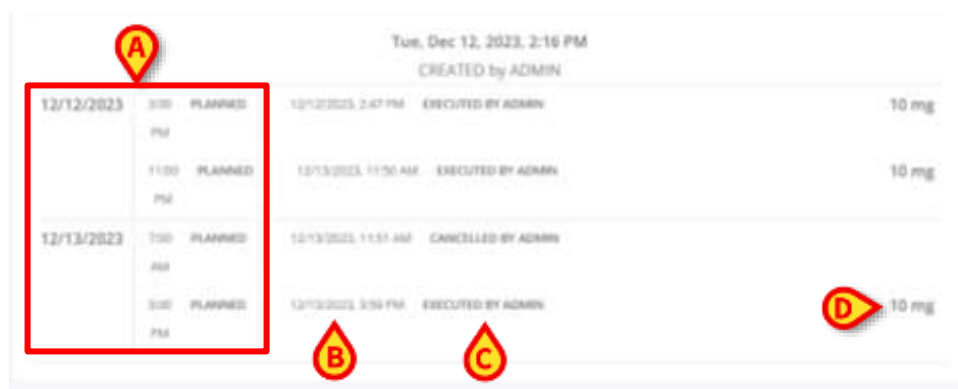 A
Tue, Dec 12, 2023, 2:16 PM
CREATED by ADMIN
12/12/2023 3:00 PLANNED 12/12/2023, 2:47 PM EXECUTED BY ADMIN 10 mg
PM
11:00 PLANNED 12/13/2023, 11:50 AM EXECUTED BY ADMIN 10 mg
PM
12/13/2023 7:00 PLANNED 12/13/2023, 11:51 AM CANCELLED BY ADMIN
AM
3:00 PLANNED 12/13/2023, 3:59 PM EXECUTED BY ADMIN D 10 mg
PM
B C